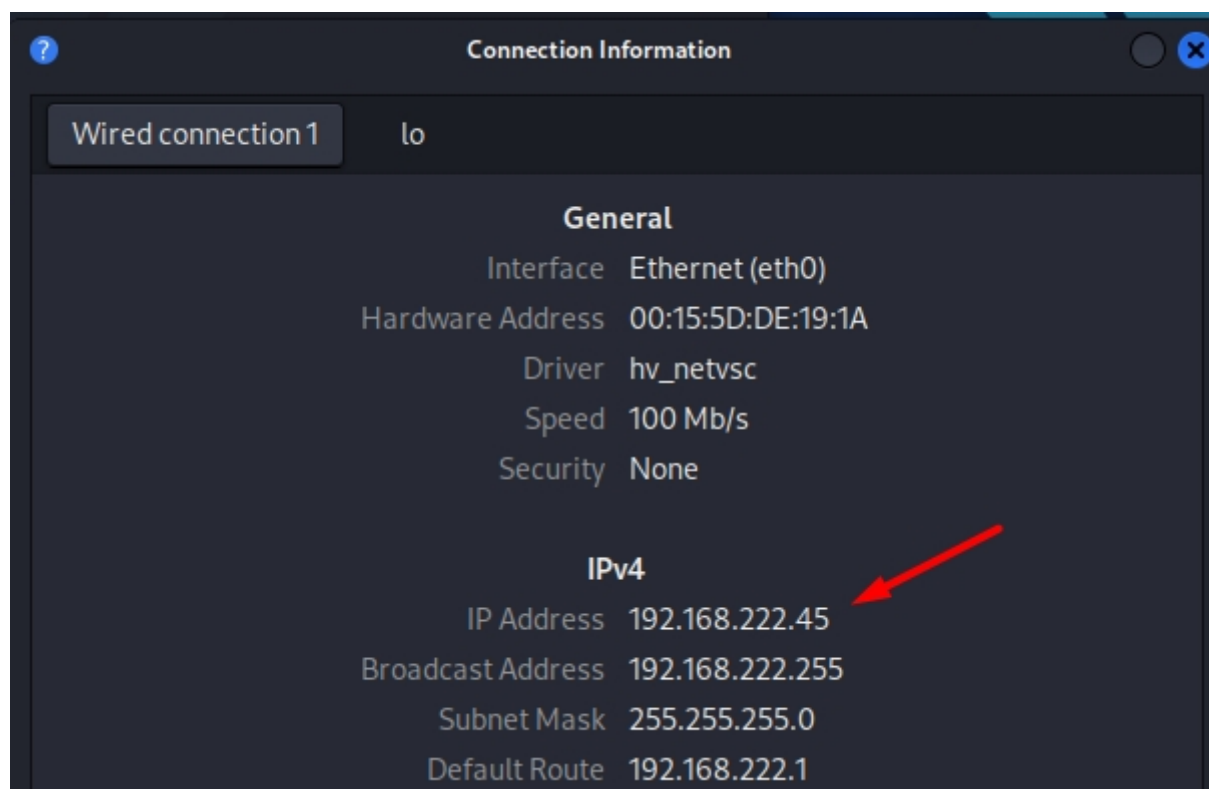 Connection Information
Wired connection 1 lo
General
Interface Ethernet (eth0)
Hardware Address 00:15:5D:DE:19:1A
Driver hv_netvsc
Speed 100 Mb/s
Security None
IPv4
IP Address 192.168.222.45
Broadcast Address 192.168.222.255
Subnet Mask 255.255.255.0
Default Route 192.168.222.1